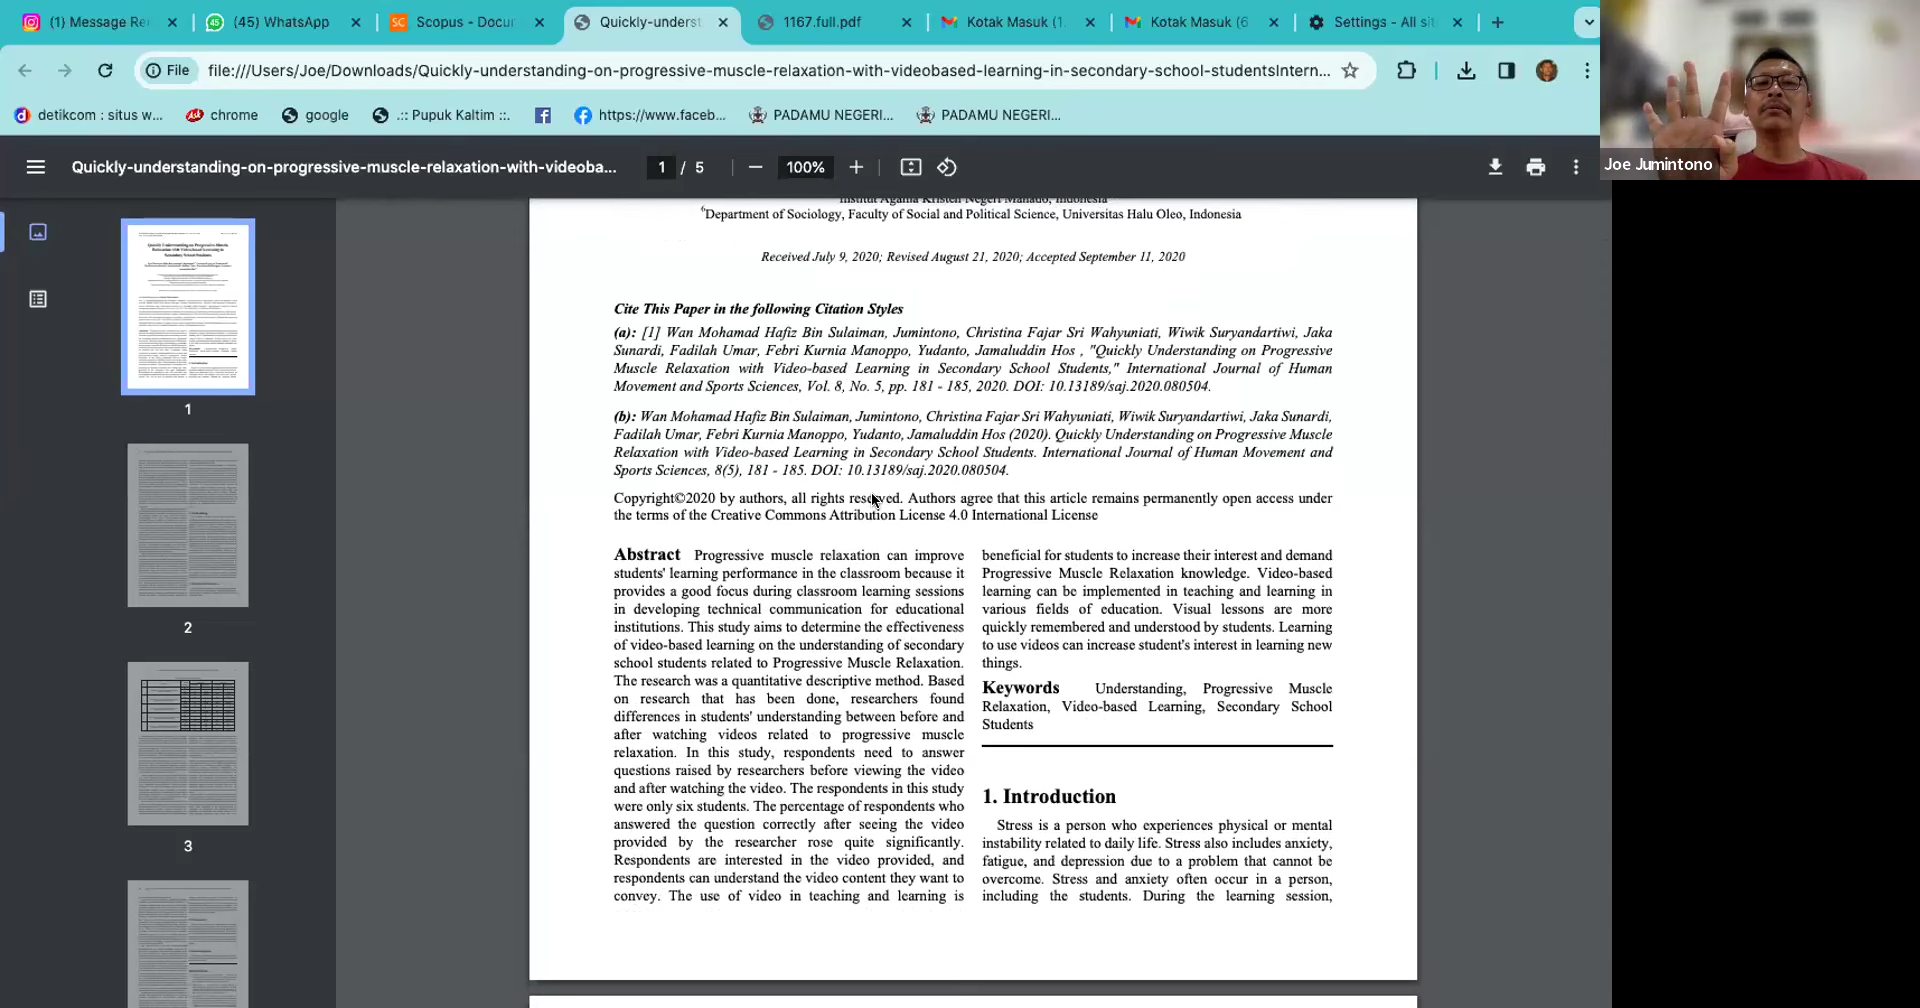 (1) Message Re
(45) WhatsApp
Scopus - Docur
Quickly-underst
1167.full.pdf
Kotak Masuk (1
Kotak Masuk (6
Settings - All sit
File
file:///Users/Joe/Downloads/Quickly-understanding-on-progressive-muscle-relaxation-with-videobased-learning-in-secondary-school-studentsIntern...
detikcom : situs w...
chrome
google
.:: Pupuk Kaltim ::.
https://www.faceb...
PADAMU NEGERI...
PADAMU NEGERI...
Joe Jumintono
Quickly-understanding-on-progressive-muscle-relaxation-with-videoba...
1 / 5
100%
Institut Agama Kristen Negeri Manado, Indonesia
6Department of Sociology, Faculty of Social and Political Science, Universitas Halu Oleo, Indonesia
Received July 9, 2020; Revised August 21, 2020; Accepted September 11, 2020
Cite This Paper in the following Citation Styles
(a): [1] Wan Mohamad Hafiz Bin Sulaiman, Jumintono, Christina Fajar Sri Wahyuniati, Wiwik Suryandartiwi, Jaka
Sunardi, Fadilah Umar, Febri Kurnia Manoppo, Yudanto, Jamaluddin Hos , "Quickly Understanding on Progressive
Muscle Relaxation with Video-based Learning in Secondary School Students," International Journal of Human
Movement and Sports Sciences, Vol. 8, No. 5, pp. 181 - 185, 2020. DOI: 10.13189/saj.2020.080504.
(b): Wan Mohamad Hafiz Bin Sulaiman, Jumintono, Christina Fajar Sri Wahyuniati, Wiwik Suryandartiwi, Jaka Sunardi,
Fadilah Umar, Febri Kurnia Manoppo, Yudanto, Jamaluddin Hos (2020). Quickly Understanding on Progressive Muscle
Relaxation with Video-based Learning in Secondary School Students. International Journal of Human Movement and
Sports Sciences, 8(5), 181 - 185. DOI: 10.13189/saj.2020.080504.
Copyright©2020 by authors, all rights reserved. Authors agree that this article remains permanently open access under
the terms of the Creative Commons Attribution License 4.0 International License
Abstract Progressive muscle relaxation can improve
students' learning performance in the classroom because it
provides a good focus during classroom learning sessions
in developing technical communication for educational
institutions. This study aims to determine the effectiveness
of video-based learning on the understanding of secondary
school students related to Progressive Muscle Relaxation.
The research was a quantitative descriptive method. Based
on research that has been done, researchers found
differences in students' understanding between before and
after watching videos related to progressive muscle
relaxation. In this study, respondents need to answer
questions raised by researchers before viewing the video
and after watching the video. The respondents in this study
were only six students. The percentage of respondents who
answered the question correctly after seeing the video
provided by the researcher rose quite significantly.
Respondents are interested in the video provided, and
respondents can understand the video content they want to
convey. The use of video in teaching and learning is
beneficial for students to increase their interest and demand
Progressive Muscle Relaxation knowledge. Video-based
learning can be implemented in teaching and learning in
various fields of education. Visual lessons are more
quickly remembered and understood by students. Learning
to use videos can increase student's interest in learning new
things.
Keywords Understanding, Progressive Muscle
Relaxation, Video-based Learning, Secondary School
Students
1. Introduction
Stress is a person who experiences physical or mental
instability related to daily life. Stress also includes anxiety,
fatigue, and depression due to a problem that cannot be
overcome. Stress and anxiety often occur in a person,
including the students. During the learning session,
1
2
3